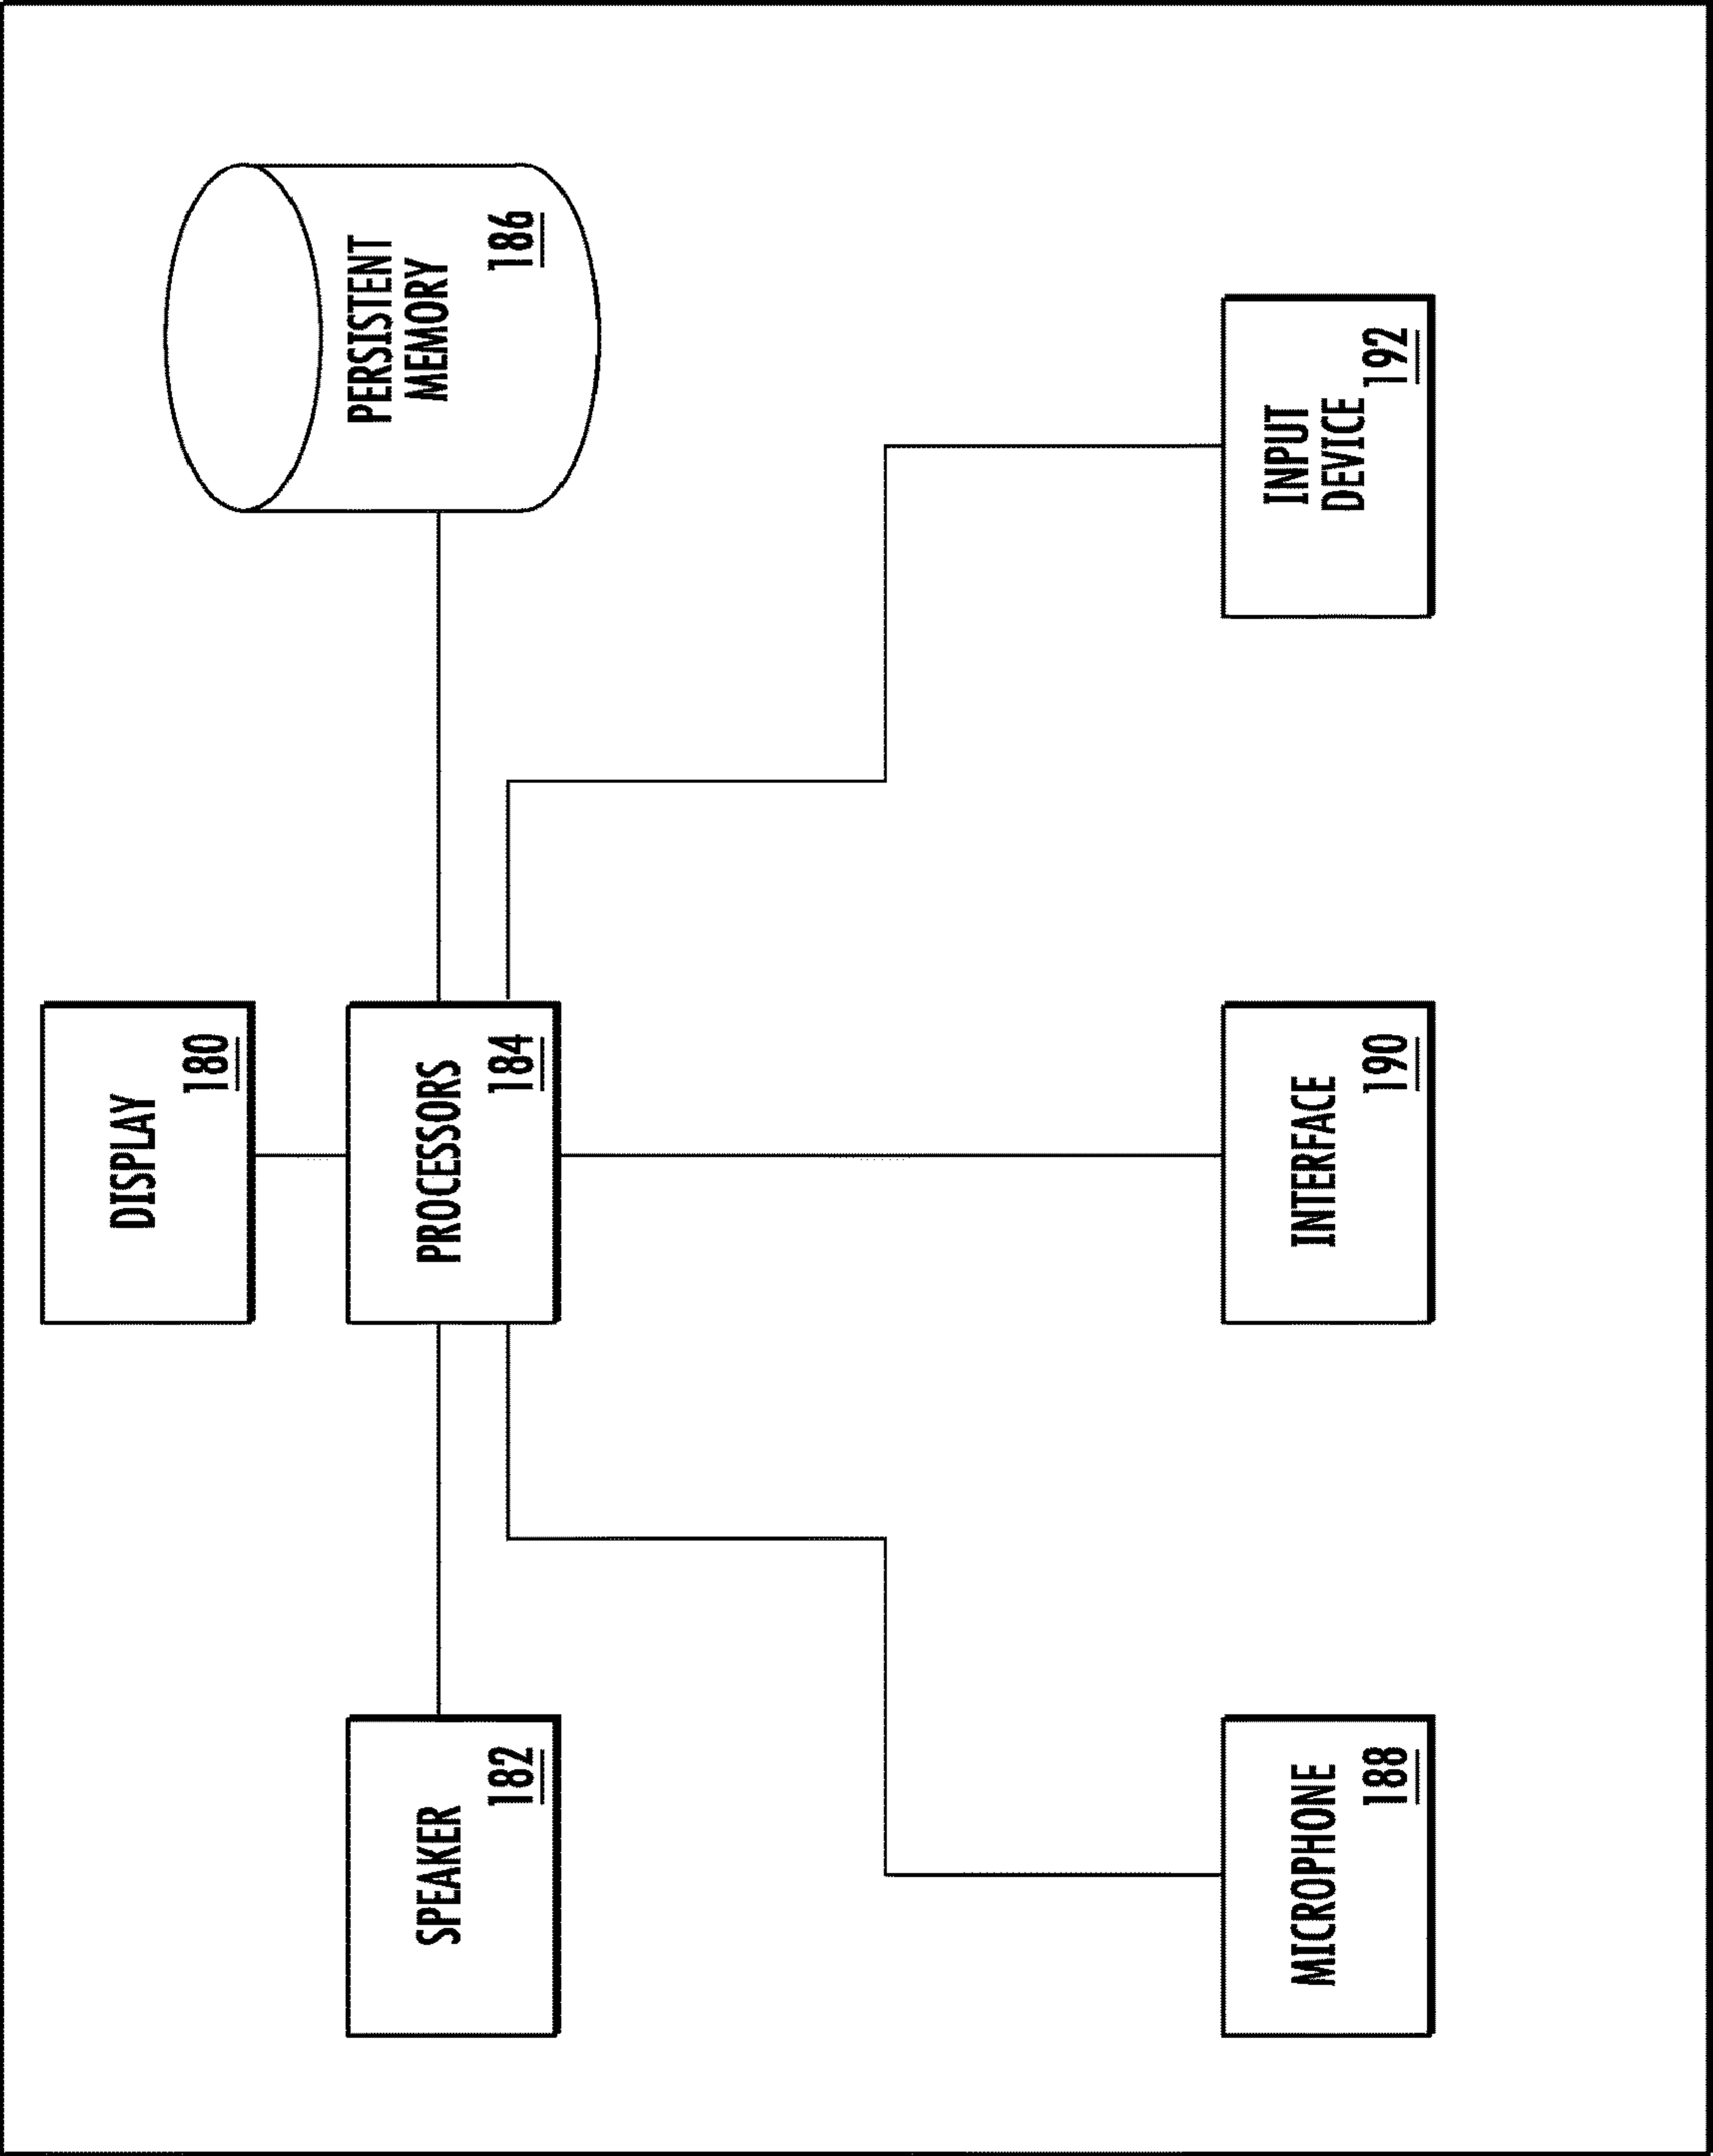 DISPLAY
180
SPEAKER
182
PROCESSORS
184
PERSISTENT
MEMORY
186
MICROPHONE
188
INTERFACE
190
INPUT
DEVICE
192